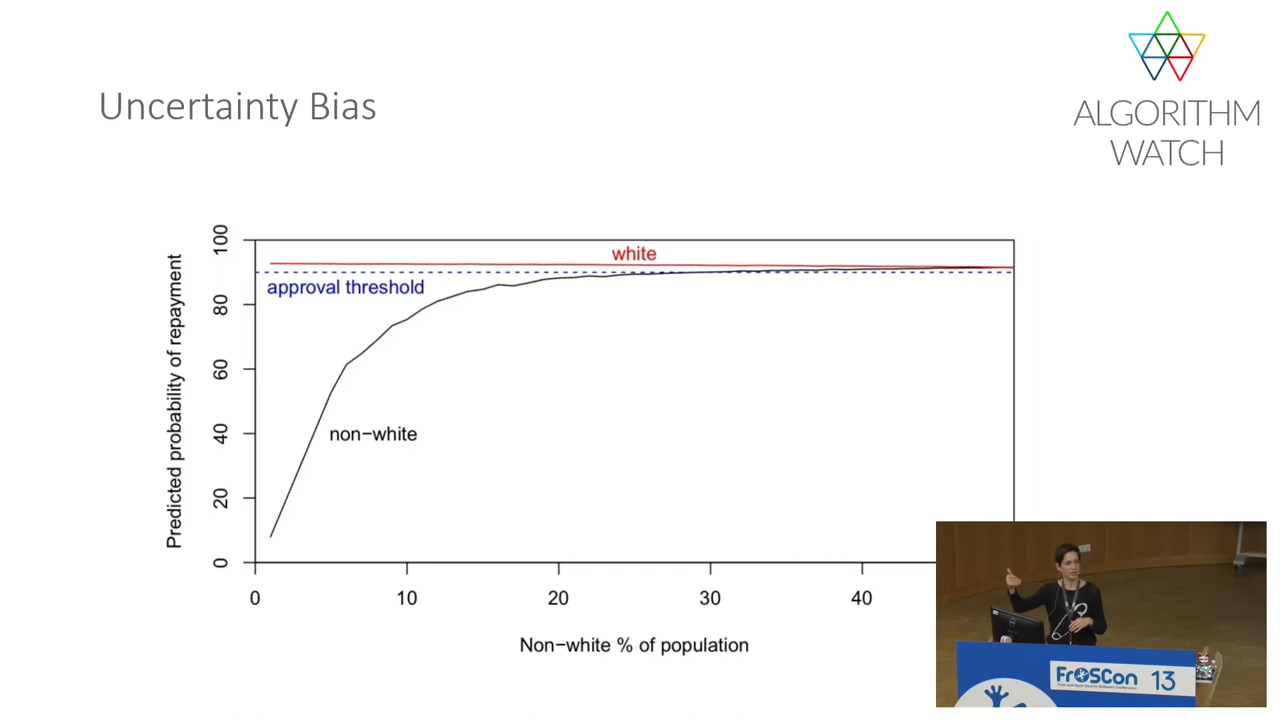 Uncertainty Bias
ALGORITHM
WATCH
Predicted probability of repayment
100
80
60
40
20
0
white
approval threshold
non−white
0 10 20 30 40
Non−white % of population
FrOSCon 13
Free and Open Source Software Conference